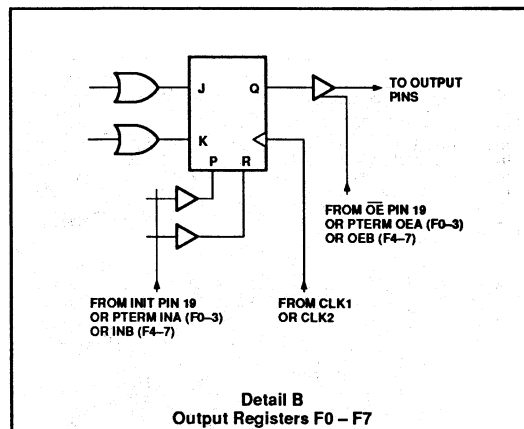 J
Q
TO OUTPUT
PINS
K
P
R
FROM O̅E̅ PIN 19
OR PTERM OEA (F0–3)
OR OEB (F4–7)
FROM INIT PIN 19
OR PTERM INA (F0–3)
OR INB (F4–7)
FROM CLK1
OR CLK2
Detail B
Output Registers F0 – F7